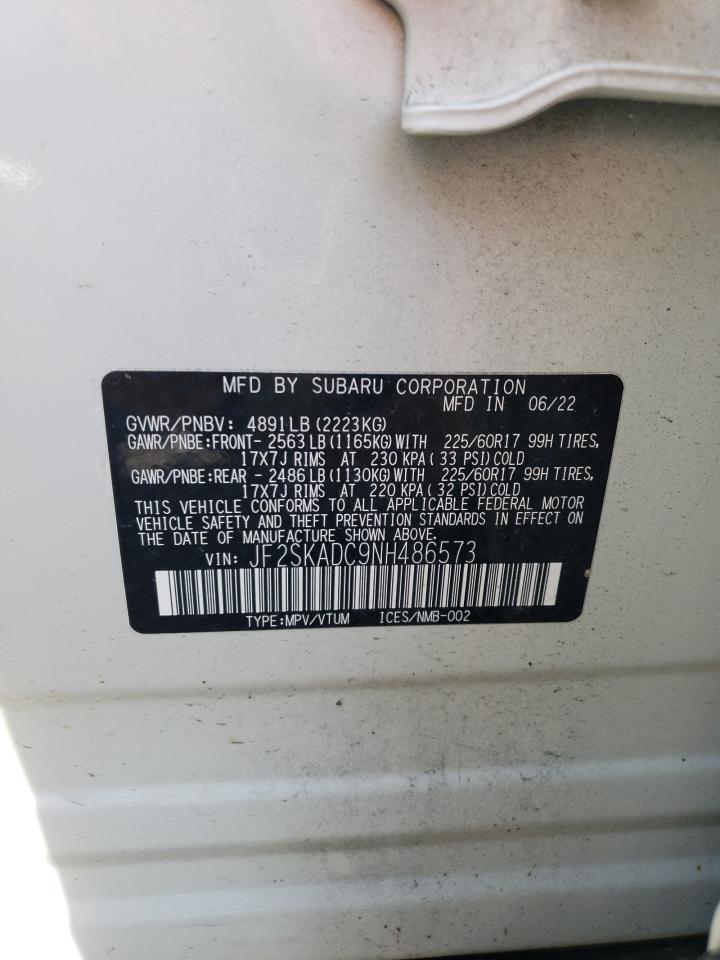 MFD BY SUBARU CORPORATION
MFD IN 06/22
GVWR/PNBV: 4891LB(2223KG)
GAWR/PNBE:FRONT- 2563LB(1165KG)WITH 225/60R17 99H TIRES,
17X7J RIMS AT 230 KPA( 33 PSI)COLD
GAWR/PNBE:REAR - 2486LB(1130KG)WITH 225/60R17 99H TIRES,
17X7J RIMS AT 220 KPA( 32 PSI)COLD
THIS VEHICLE CONFORMS TO ALL APPLICABLE FEDERAL MOTOR
VEHICLE SAFETY AND THEFT PREVENTION STANDARDS IN EFFECT ON
THE DATE OF MANUFACTURE SHOWN ABOVE.
VIN: JF2SKADC9NH486573
TYPE:MPV/VTUM ICES/NMB-002